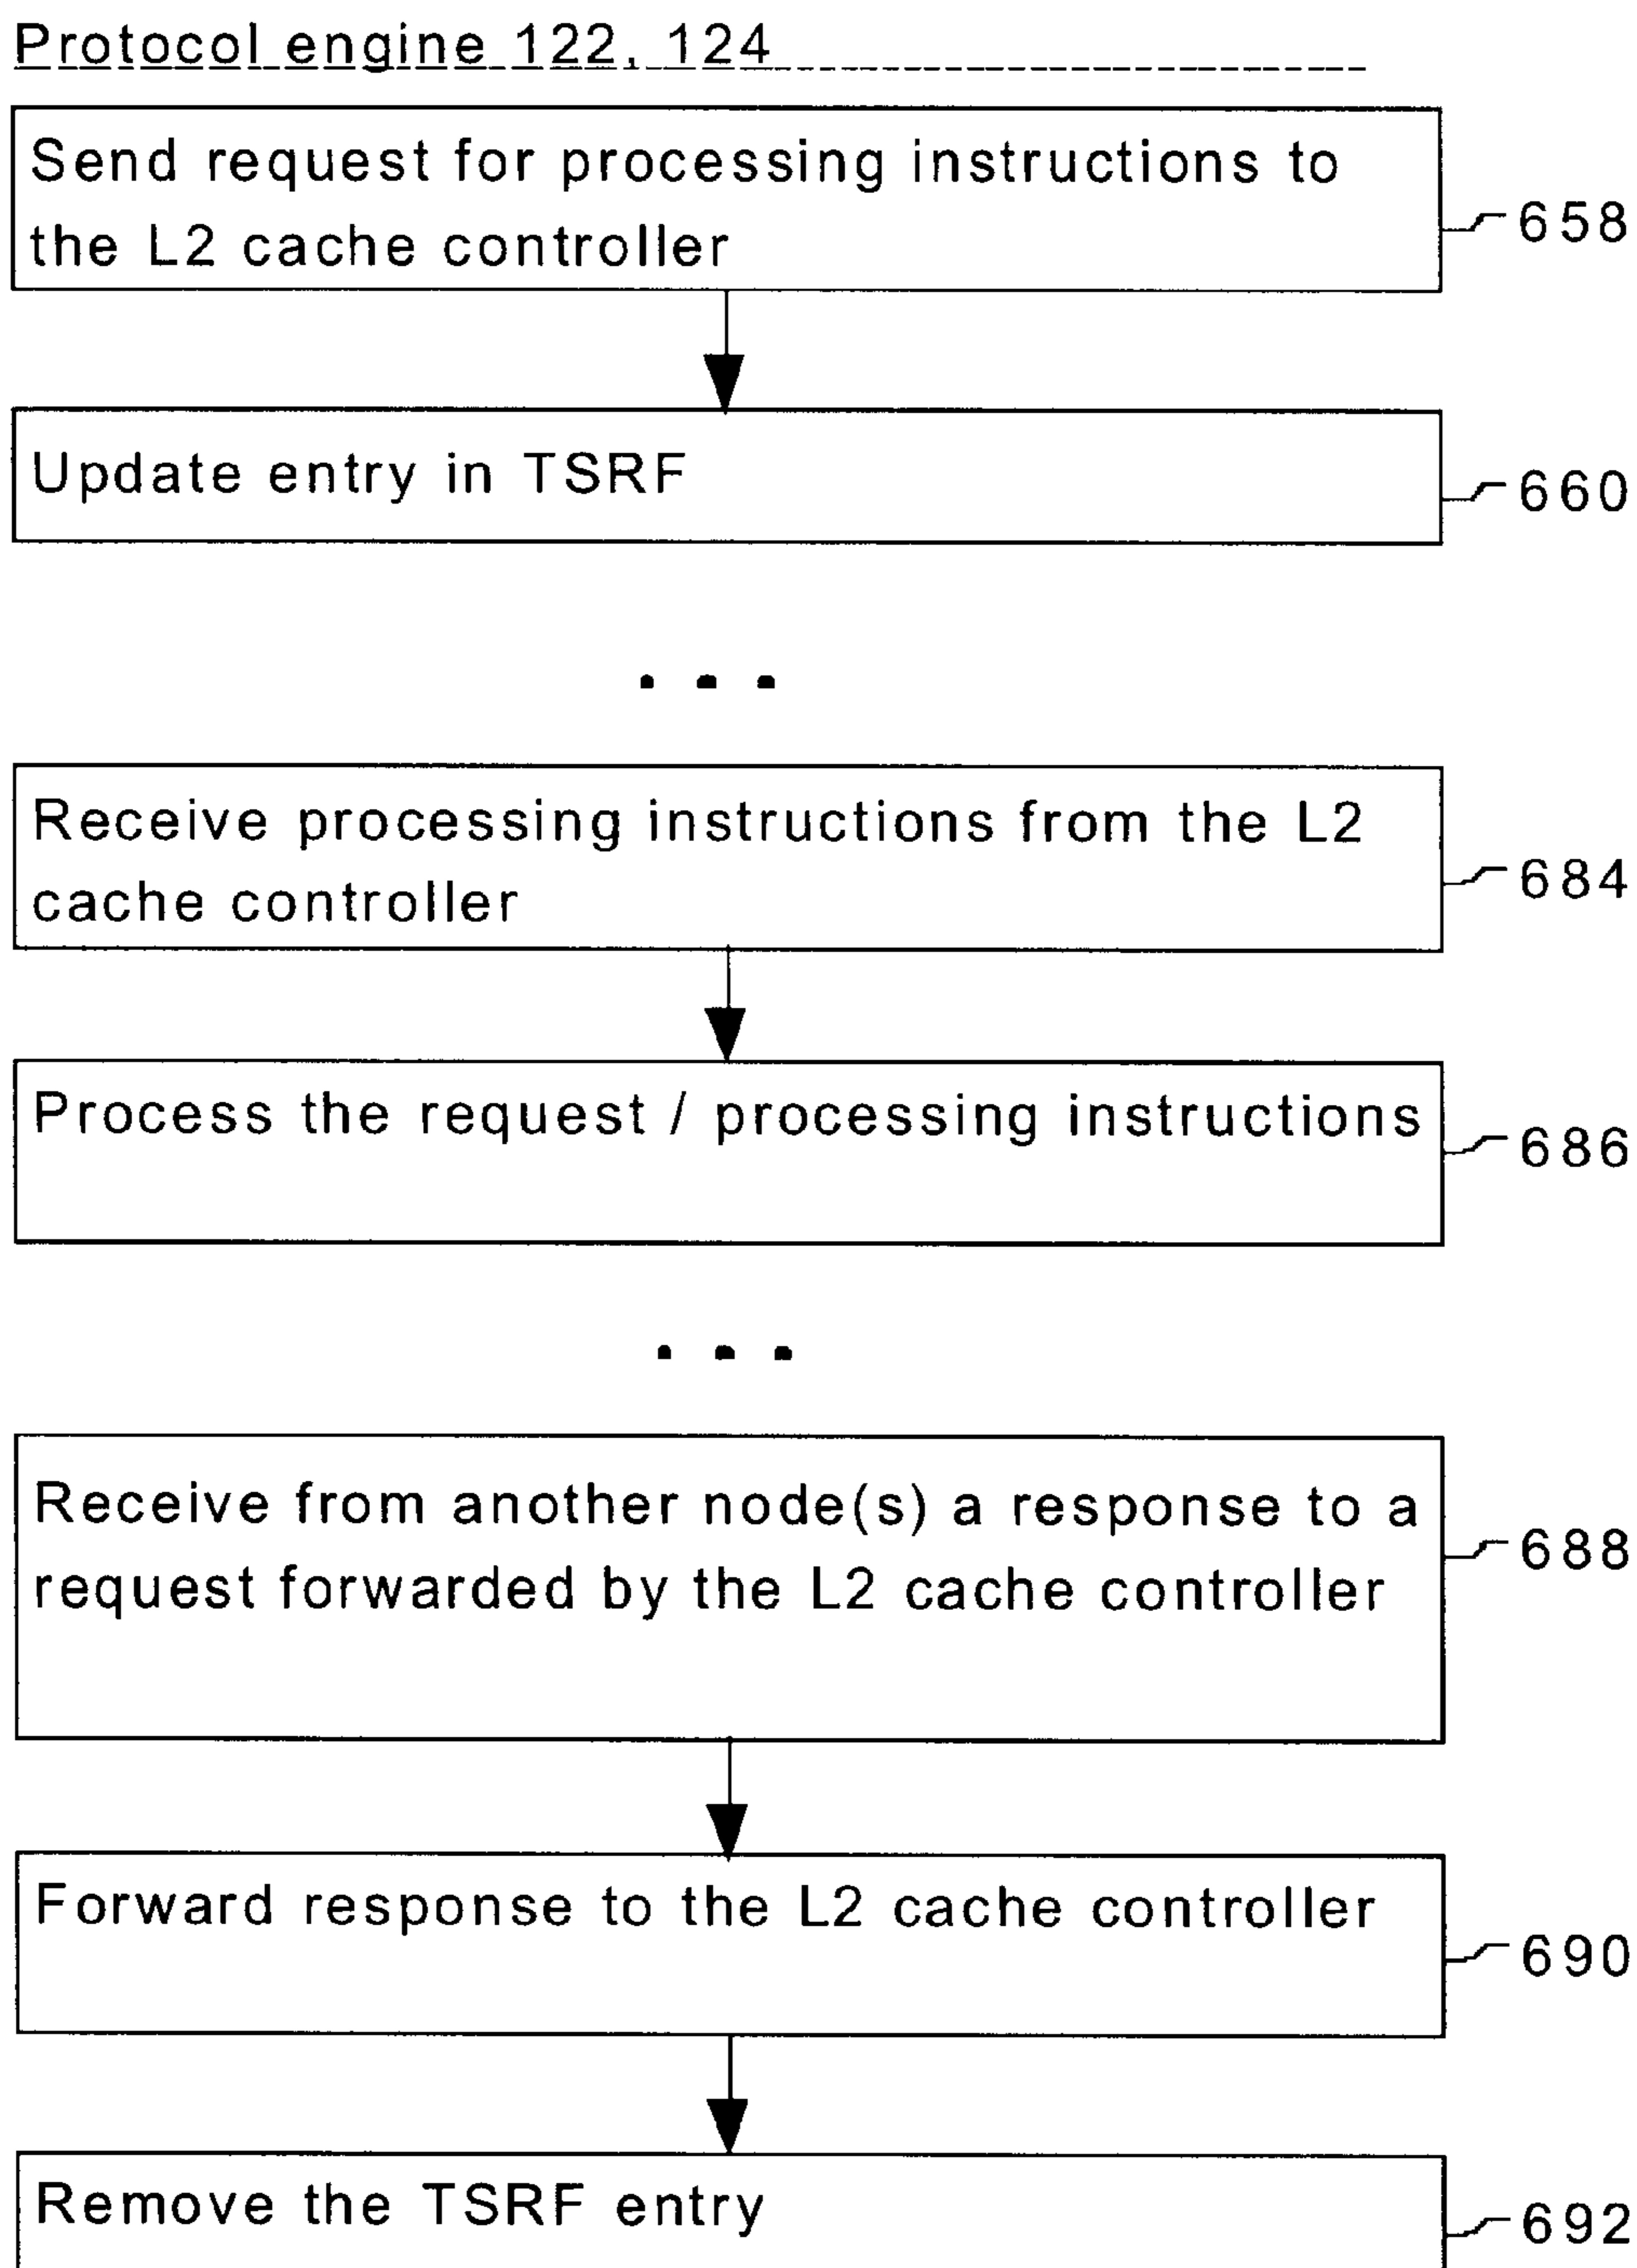 Protocol engine 122, 124
Send request for processing instructions to
the L2 cache controller
658
Update entry in TSRF
660
...
Receive processing instructions from the L2
cache controller
684
Process the request / processing instructions
686
...
Receive from another node(s) a response to a
request forwarded by the L2 cache controller
688
Forward response to the L2 cache controller
690
Remove the TSRF entry
692